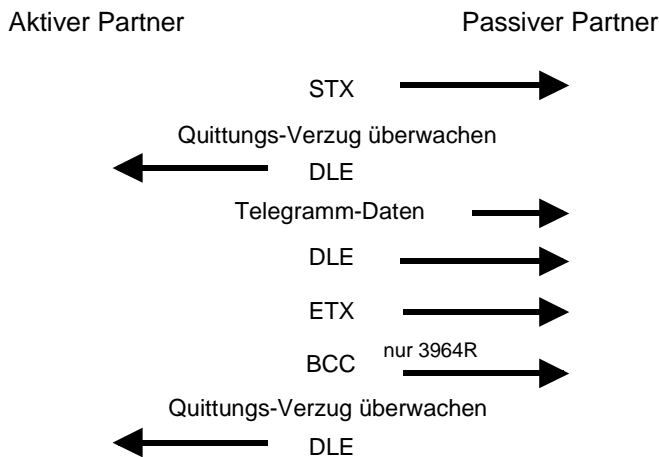 Aktiver Partner Passiver Partner
STX
Quittungs-Verzug überwachen
DLE
Telegramm-Daten
DLE
ETX
BCC nur 3964R
Quittungs-Verzug überwachen
DLE